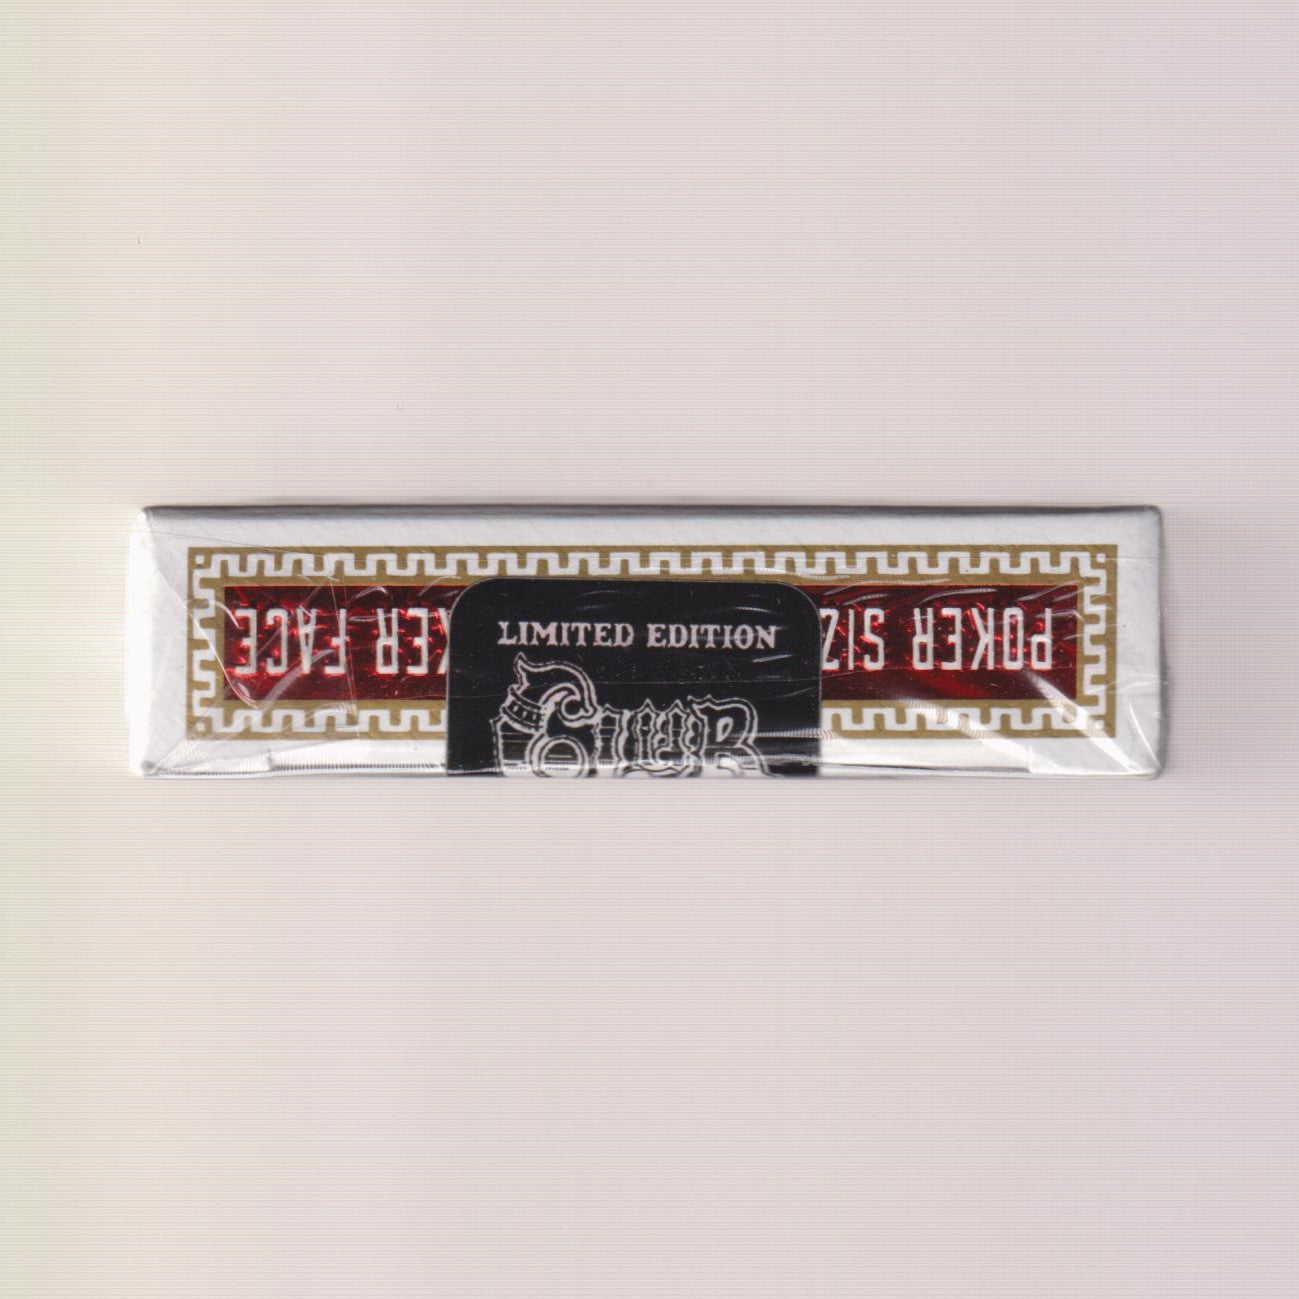 LIMITED EDITION
POKER SIZ
KER FACE